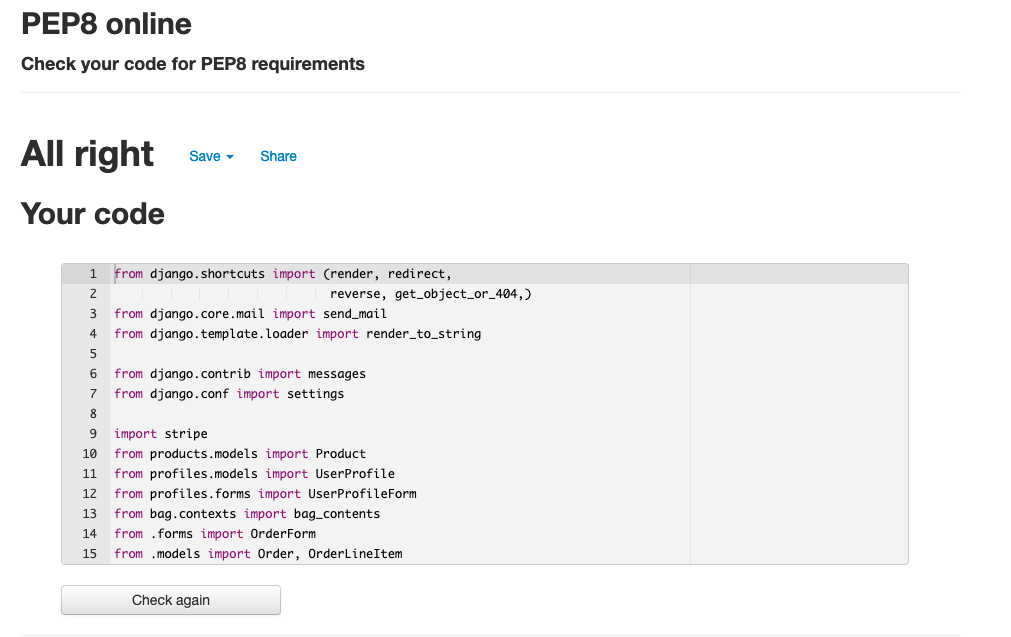 PEP8 online
Check your code for PEP8 requirements
All right
Save
Share
Your code
1 from django.shortcuts import (render, redirect,
2 reverse, get_object_or_404,)
3 from django.core.mail import send_mail
4 from django.template.loader import render_to_string
5
6 from django.contrib import messages
7 from django.conf import settings
8
9 import stripe
10 from products.models import Product
11 from profiles.models import UserProfile
12 from profiles.forms import UserProfileForm
13 from bag.contexts import bag_contents
14 from .forms import OrderForm
15 from .models import Order, OrderLineItem
Check again